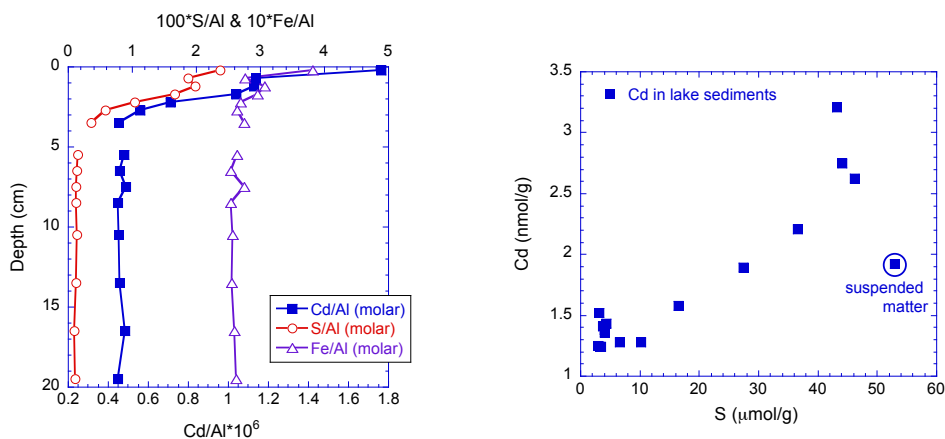 100*S/Al & 10*Fe/Al
0 1 2 3 4 5
0
5
10
15
20
Depth (cm)
Cd/Al (molar)
S/Al (molar)
Fe/Al (molar)
0.2 0.4 0.6 0.8 1 1.2 1.4 1.6 1.8
Cd/Al*10⁶
3.5
3
2.5
2
1.5
1
Cd (nmol/g)
Cd in lake sediments
suspended
matter
0 10 20 30 40 50 60
S (μmol/g)